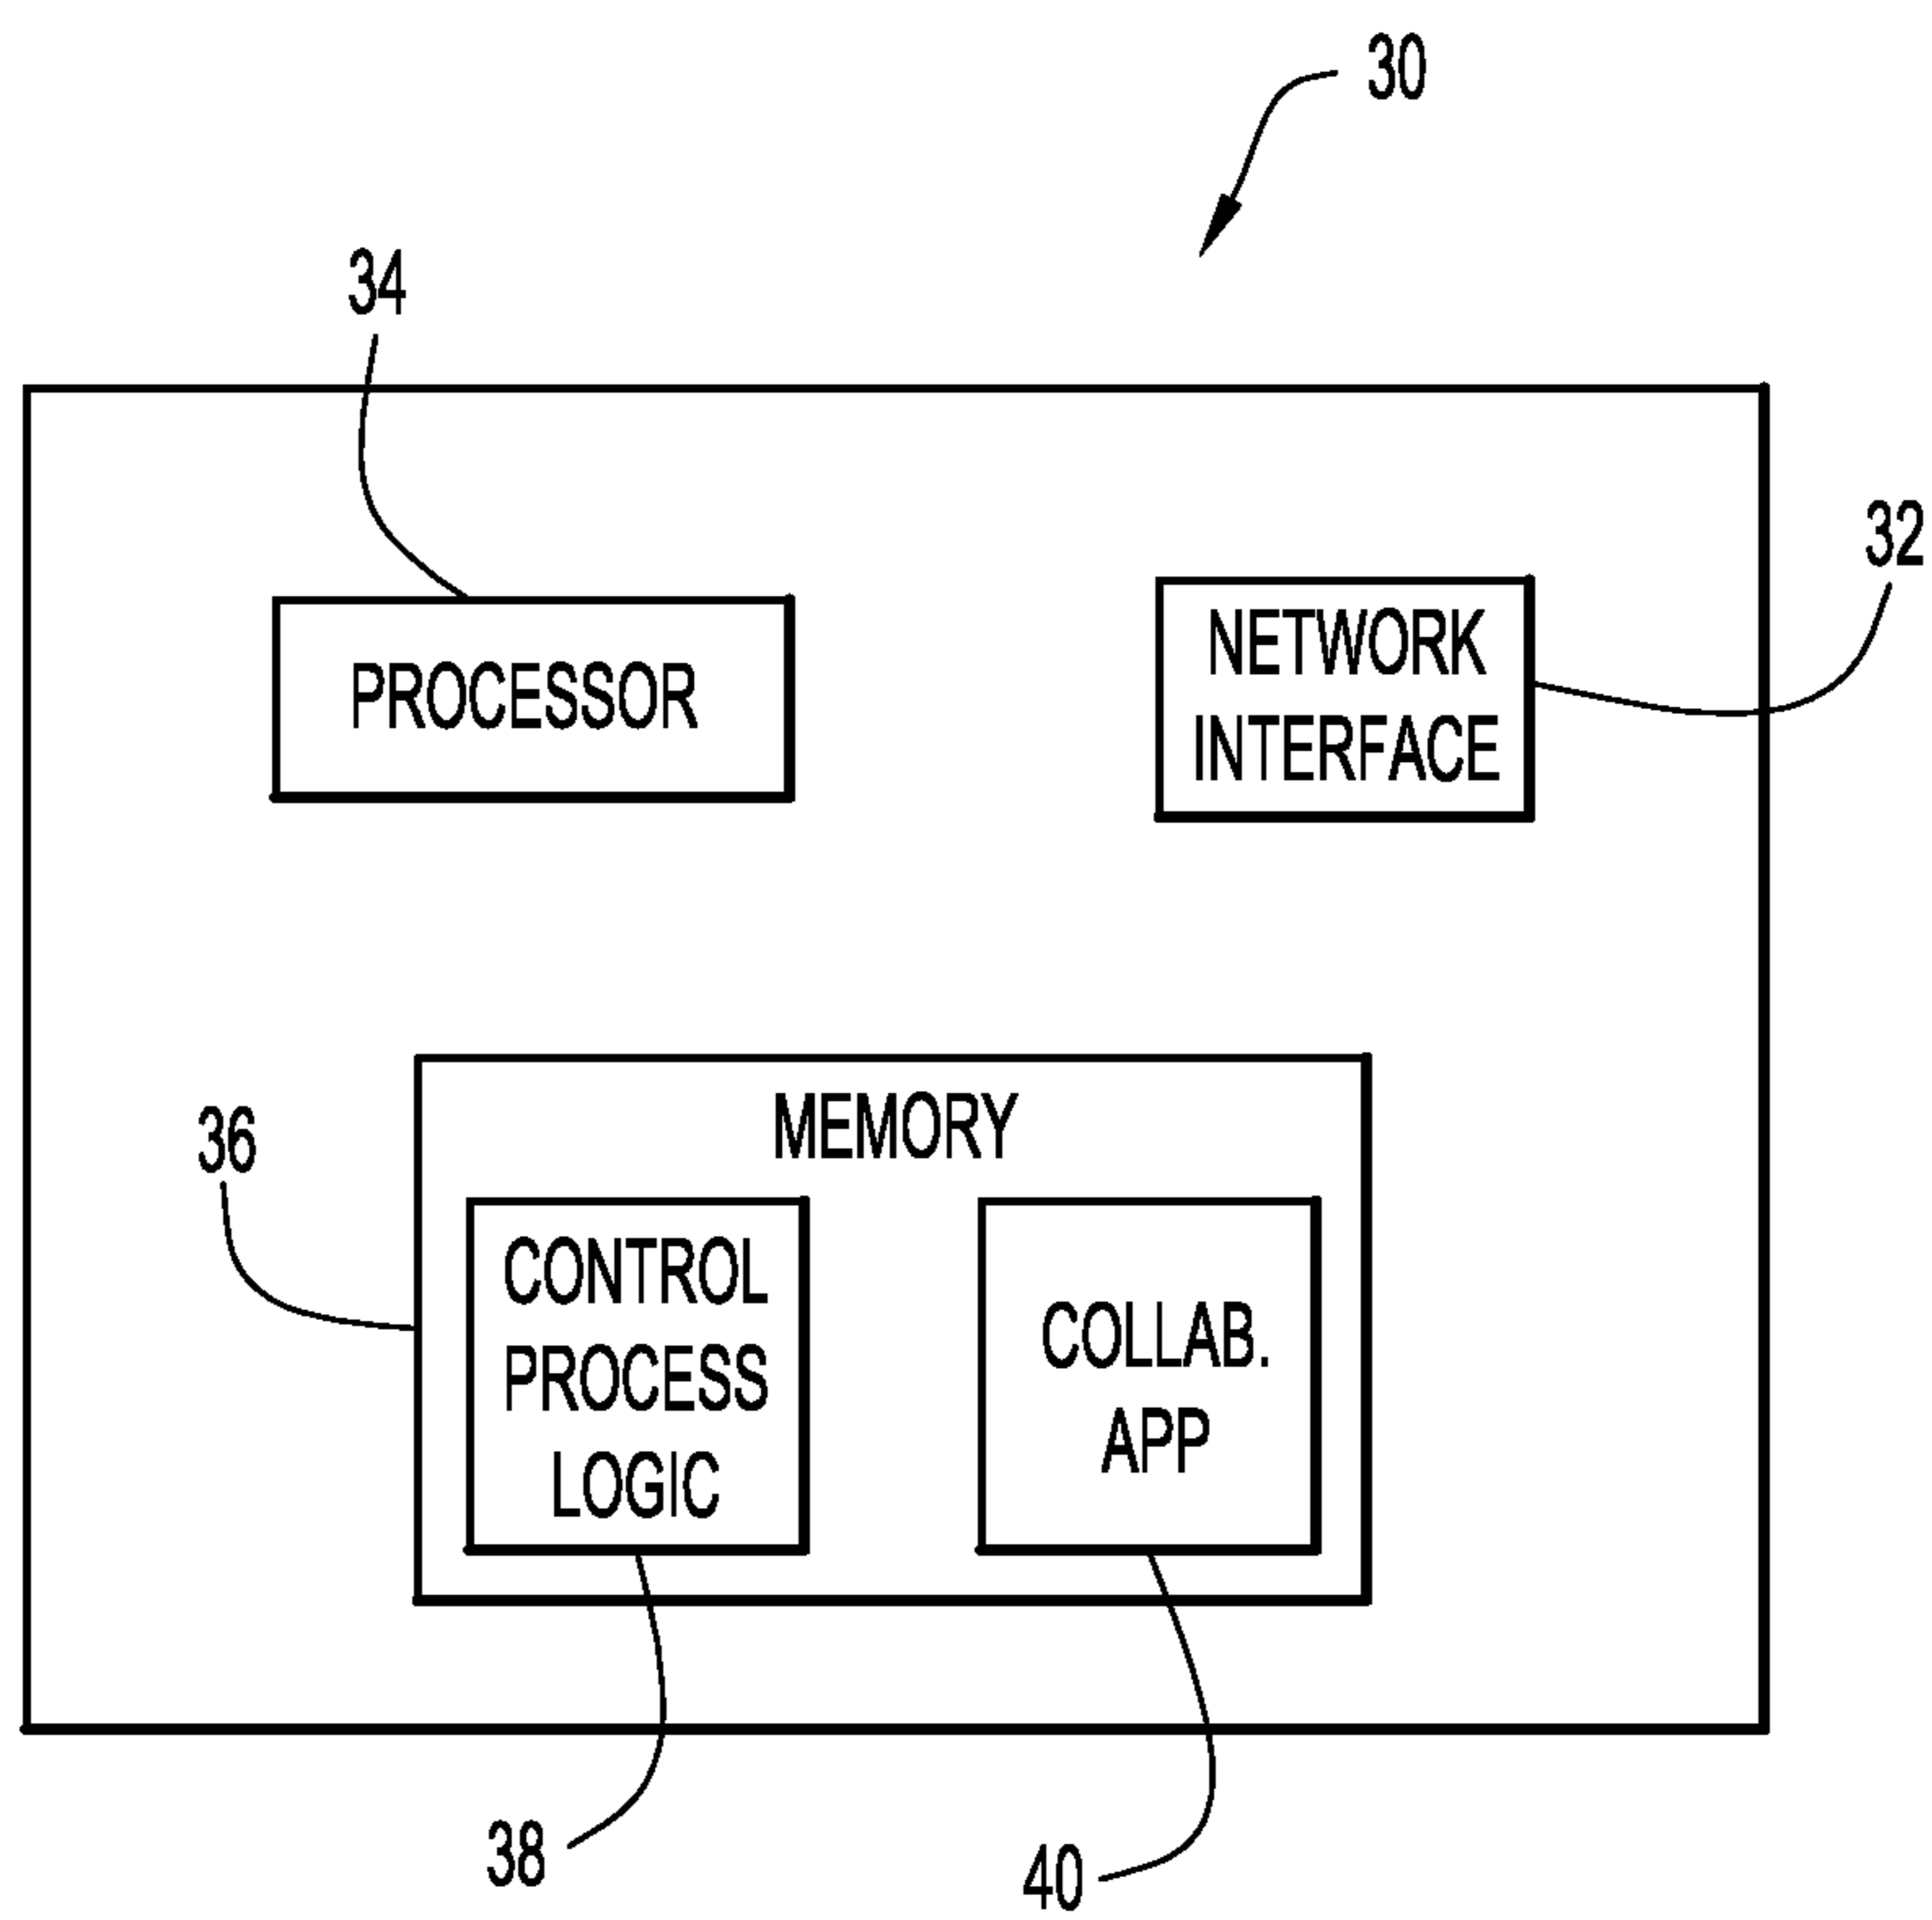 30
34
32
PROCESSOR
NETWORK
INTERFACE
36
MEMORY
CONTROL
PROCESS
LOGIC
COLLAB.
APP
38
40